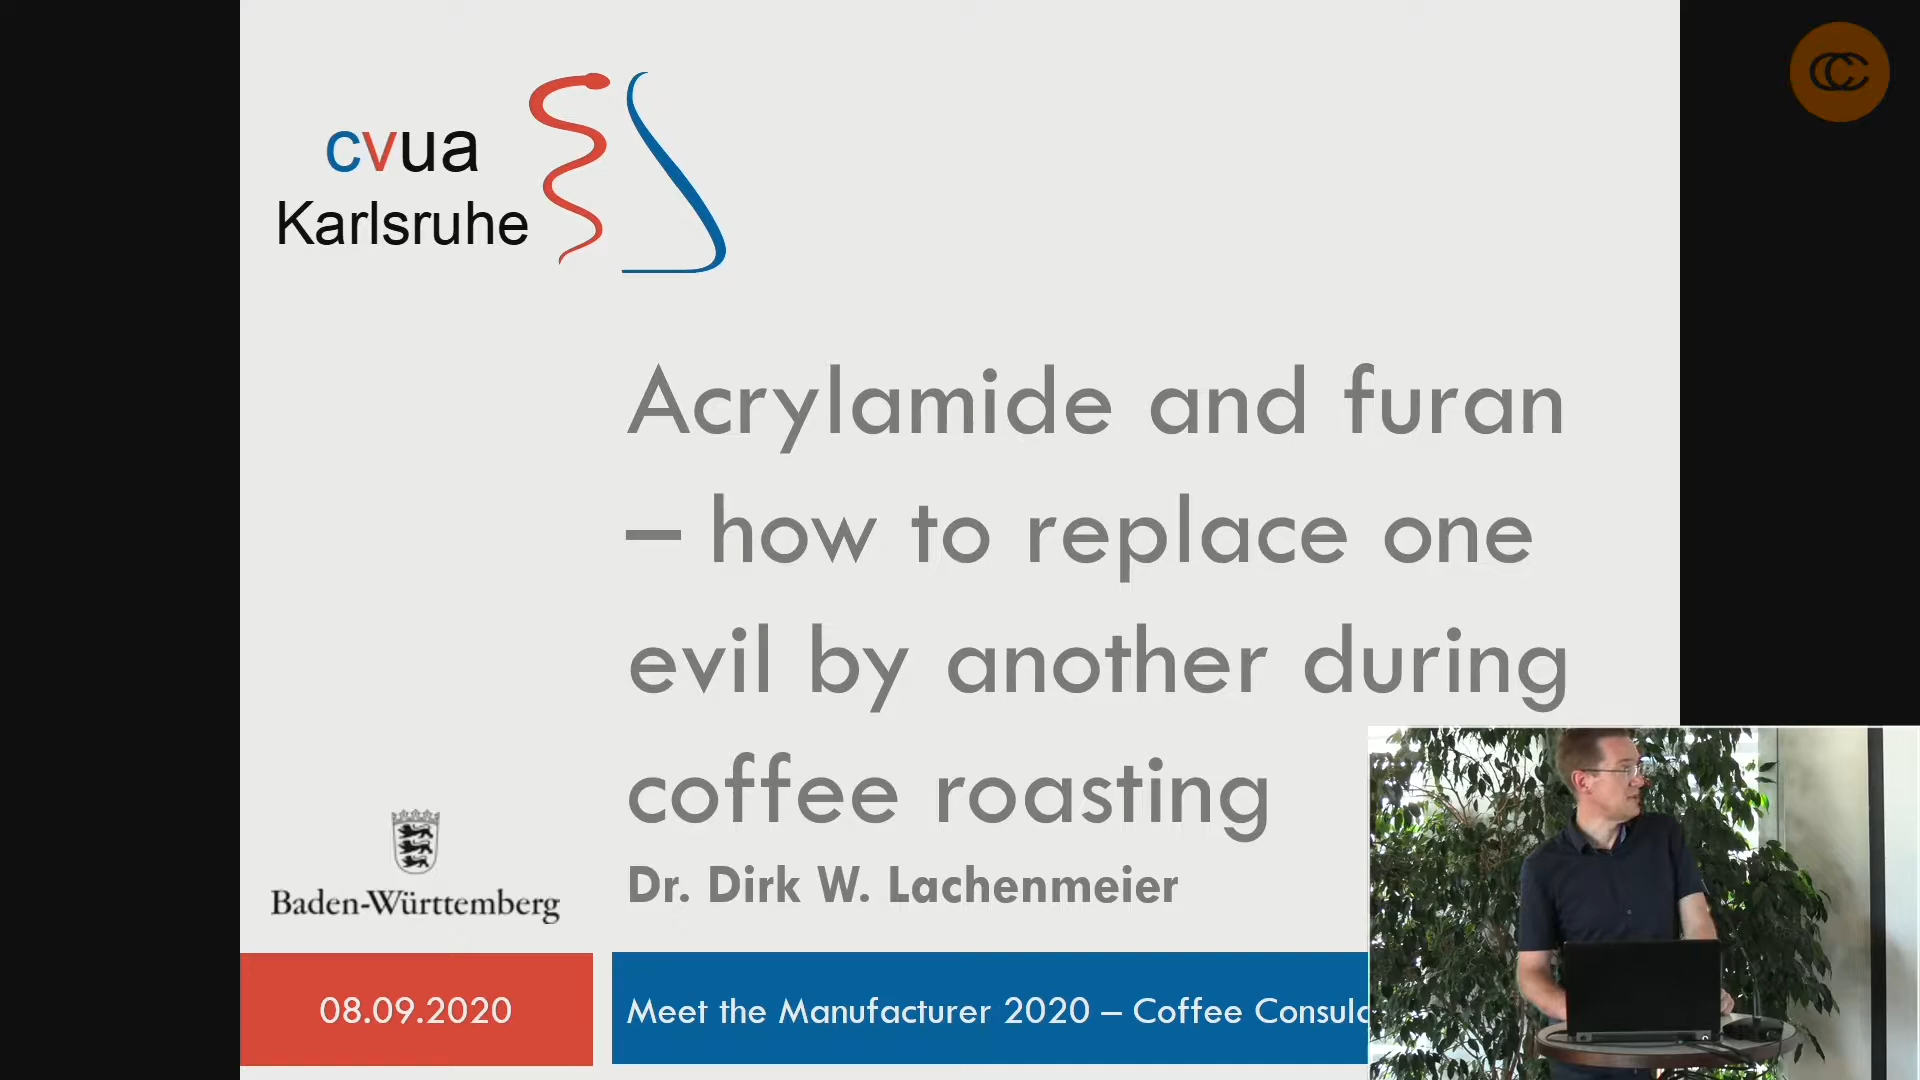 cvua
Karlsruhe
Acrylamide and furan
– how to replace one
evil by another during
coffee roasting
Dr. Dirk W. Lachenmeier
Baden-Württemberg
08.09.2020
Meet the Manufacturer 2020 – Coffee